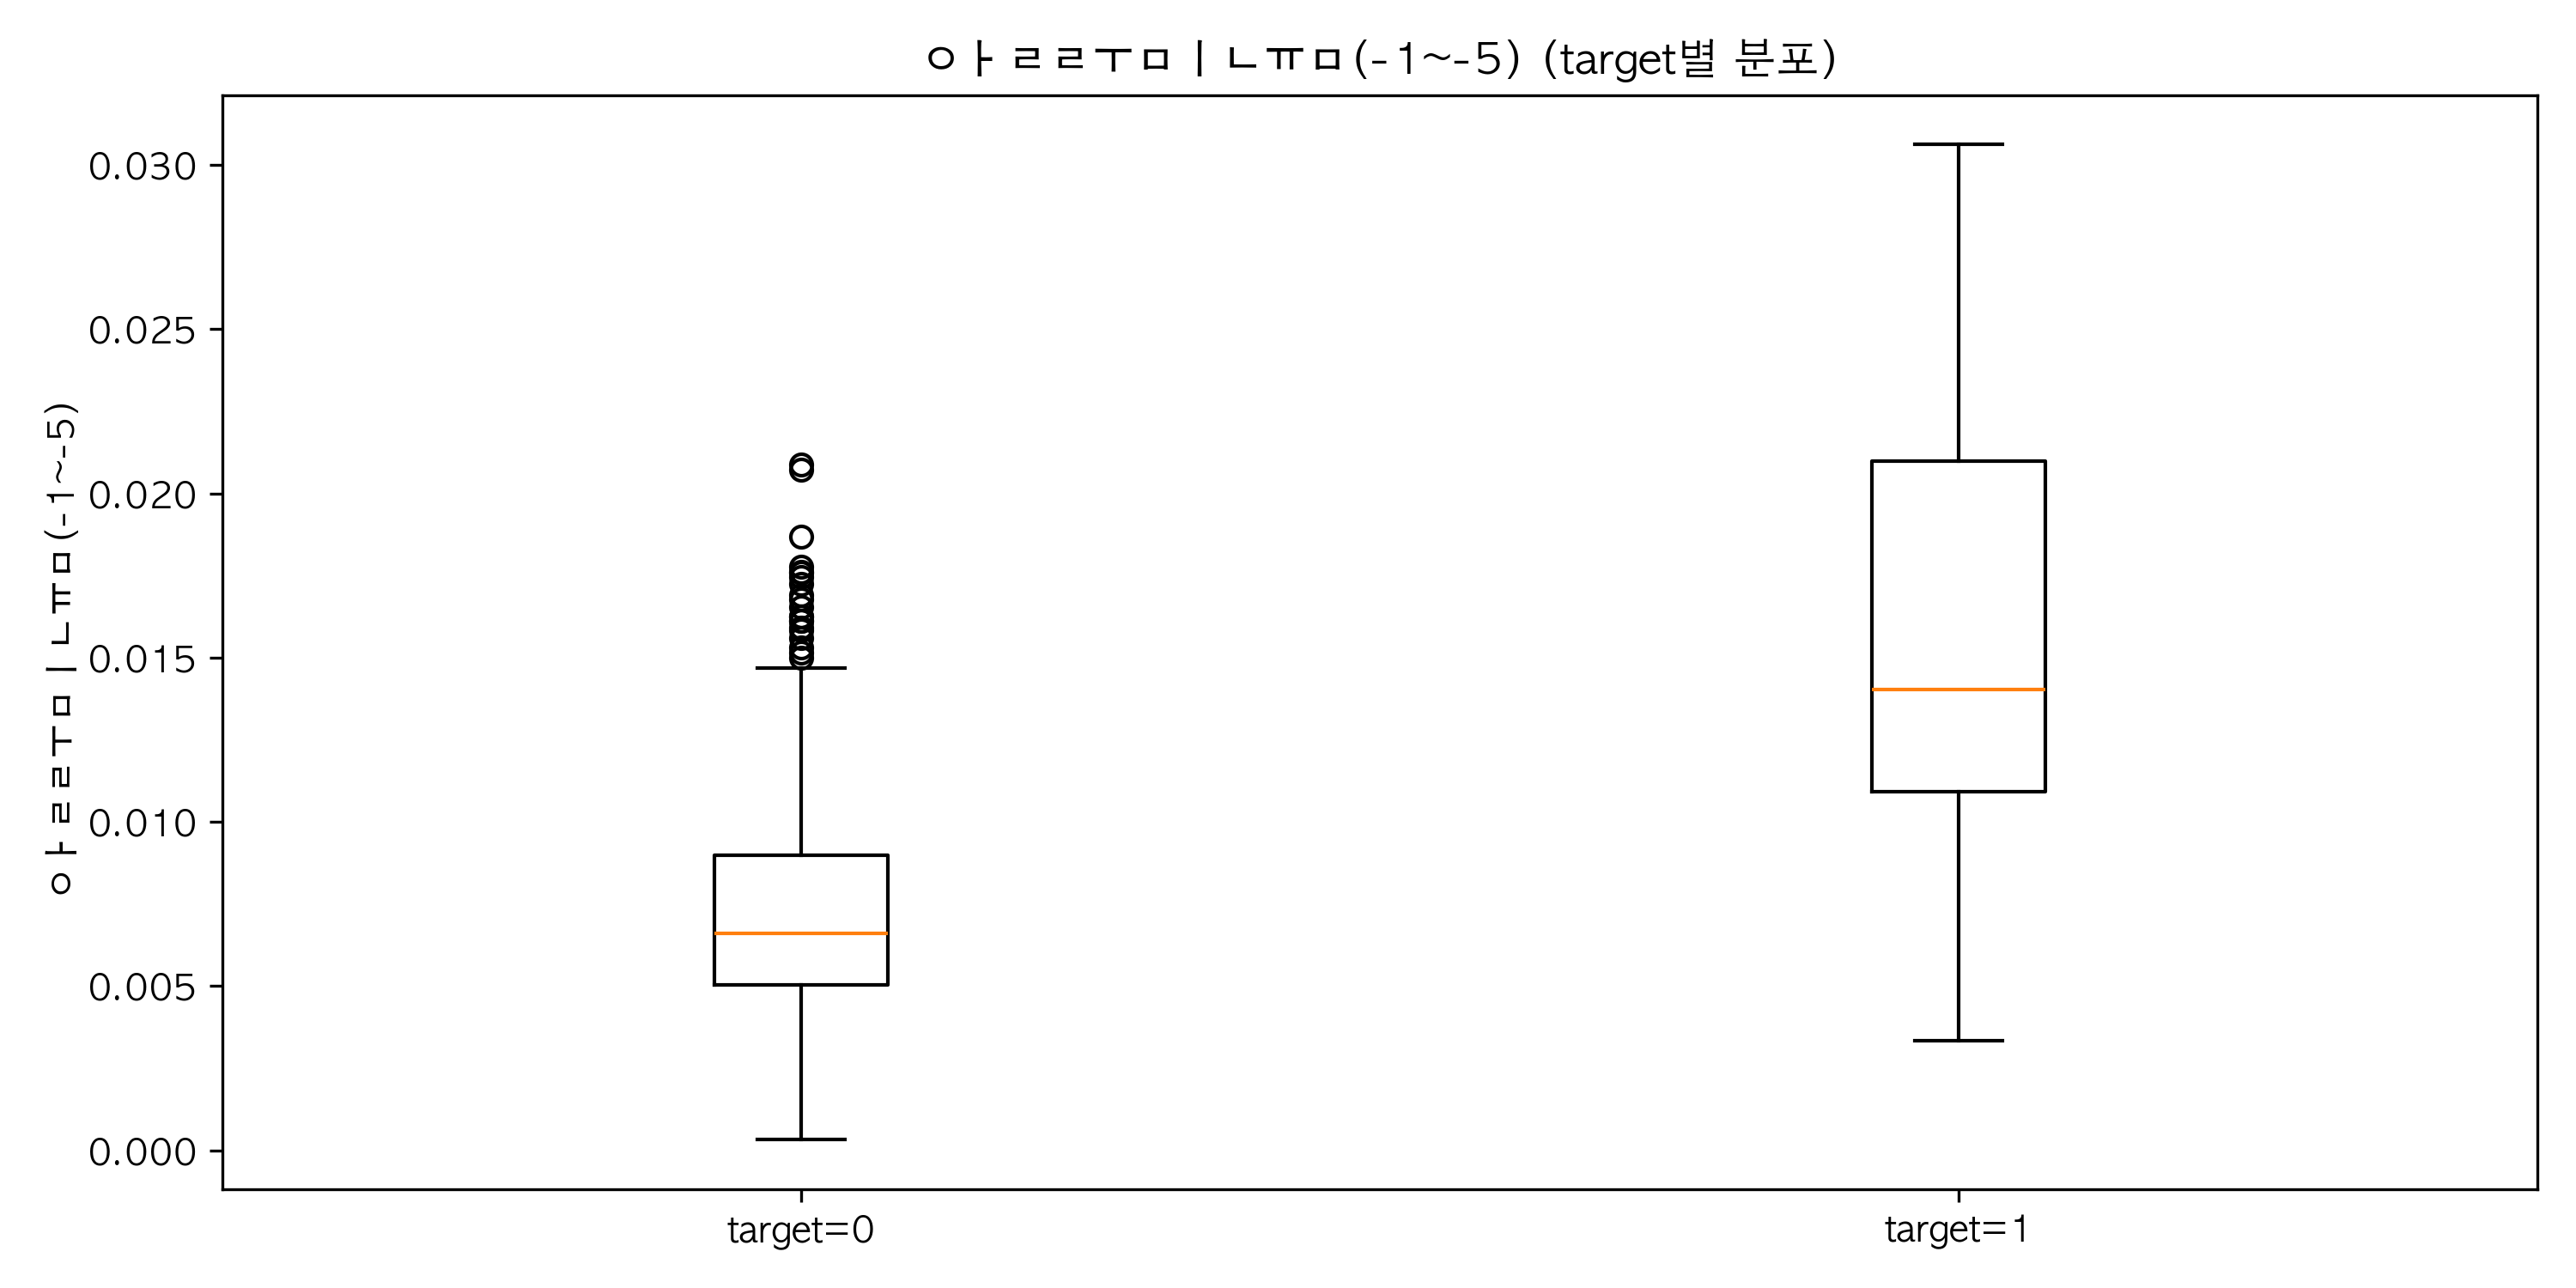 ㅇㅏㄹㄹㅜㅁㅣㄴㅠㅁ(-1~-5) (target별 분포)
ㅇㅏㄹㄹㅜㅁㅣㄴㅠㅁ(-1~-5)
0.030
0.025
0.020
0.015
0.010
0.005
0.000
target=0
target=1